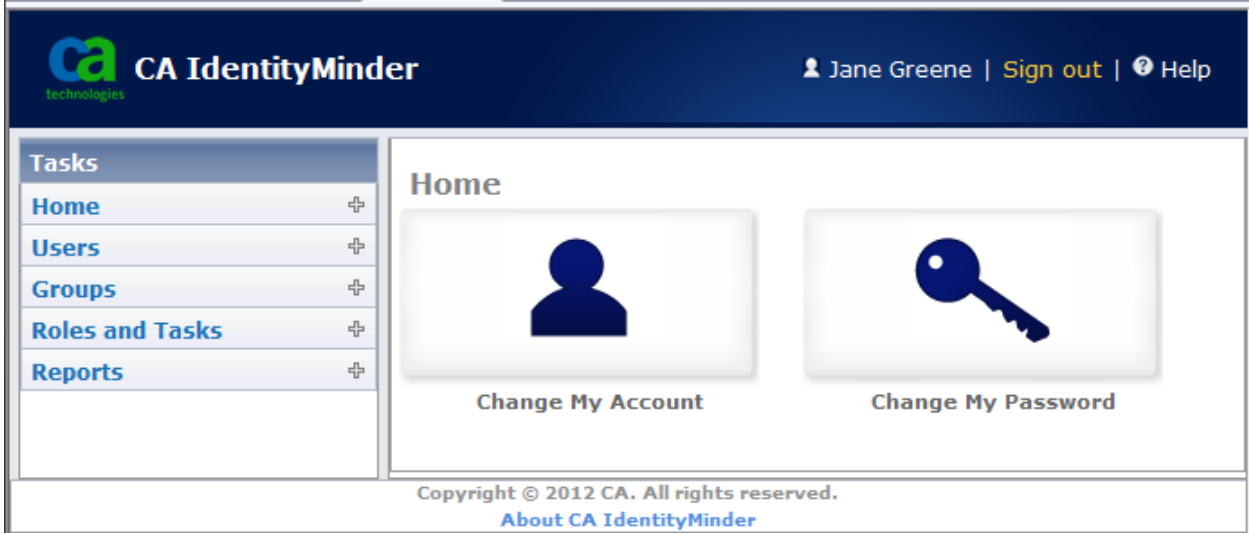 ca
technologies
CA IdentityMinder
Jane Greene | Sign out | ? Help
Tasks
Home
Users
Groups
Roles and Tasks
Reports
Home
Change My Account
Change My Password
Copyright © 2012 CA. All rights reserved.
About CA IdentityMinder